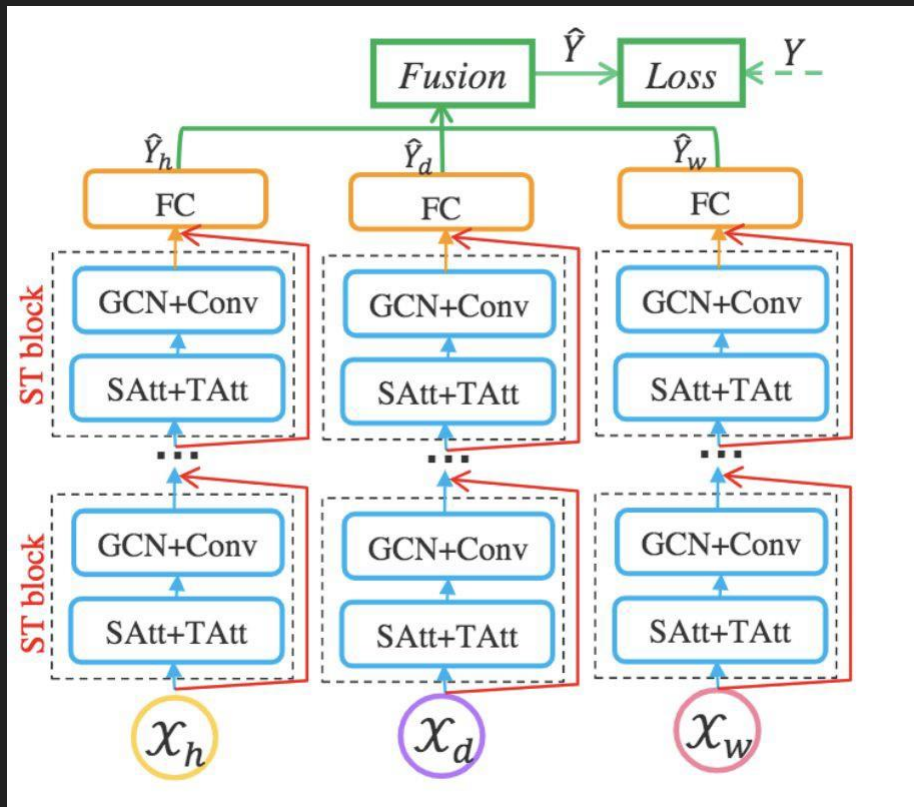 Fusion Ŷ Loss Y
Ŷh Ŷd Ŷw
FC FC FC
ST block
GCN+Conv GCN+Conv GCN+Conv
SAtt+TAtt SAtt+TAtt SAtt+TAtt
... ... ...
ST block
GCN+Conv GCN+Conv GCN+Conv
SAtt+TAtt SAtt+TAtt SAtt+TAtt
𝒳h 𝒳d 𝒳w